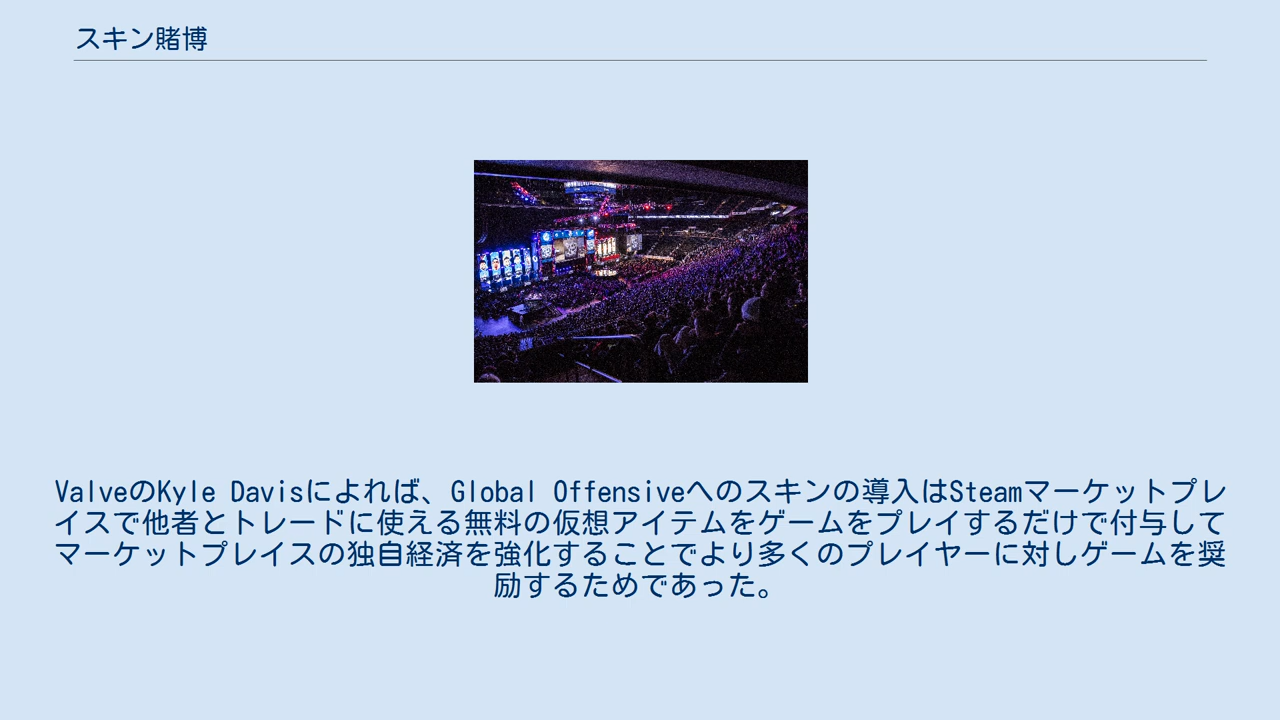 スキン賭博
ValveのKyle Davisによれば、Global Offensiveへのスキンの導入はSteamマーケットプレ
イスで他者とトレードに使える無料の仮想アイテムをゲームをプレイするだけで付与して
マーケットプレイスの独自経済を強化することでより多くのプレイヤーに対しゲームを奨
励するためであった。